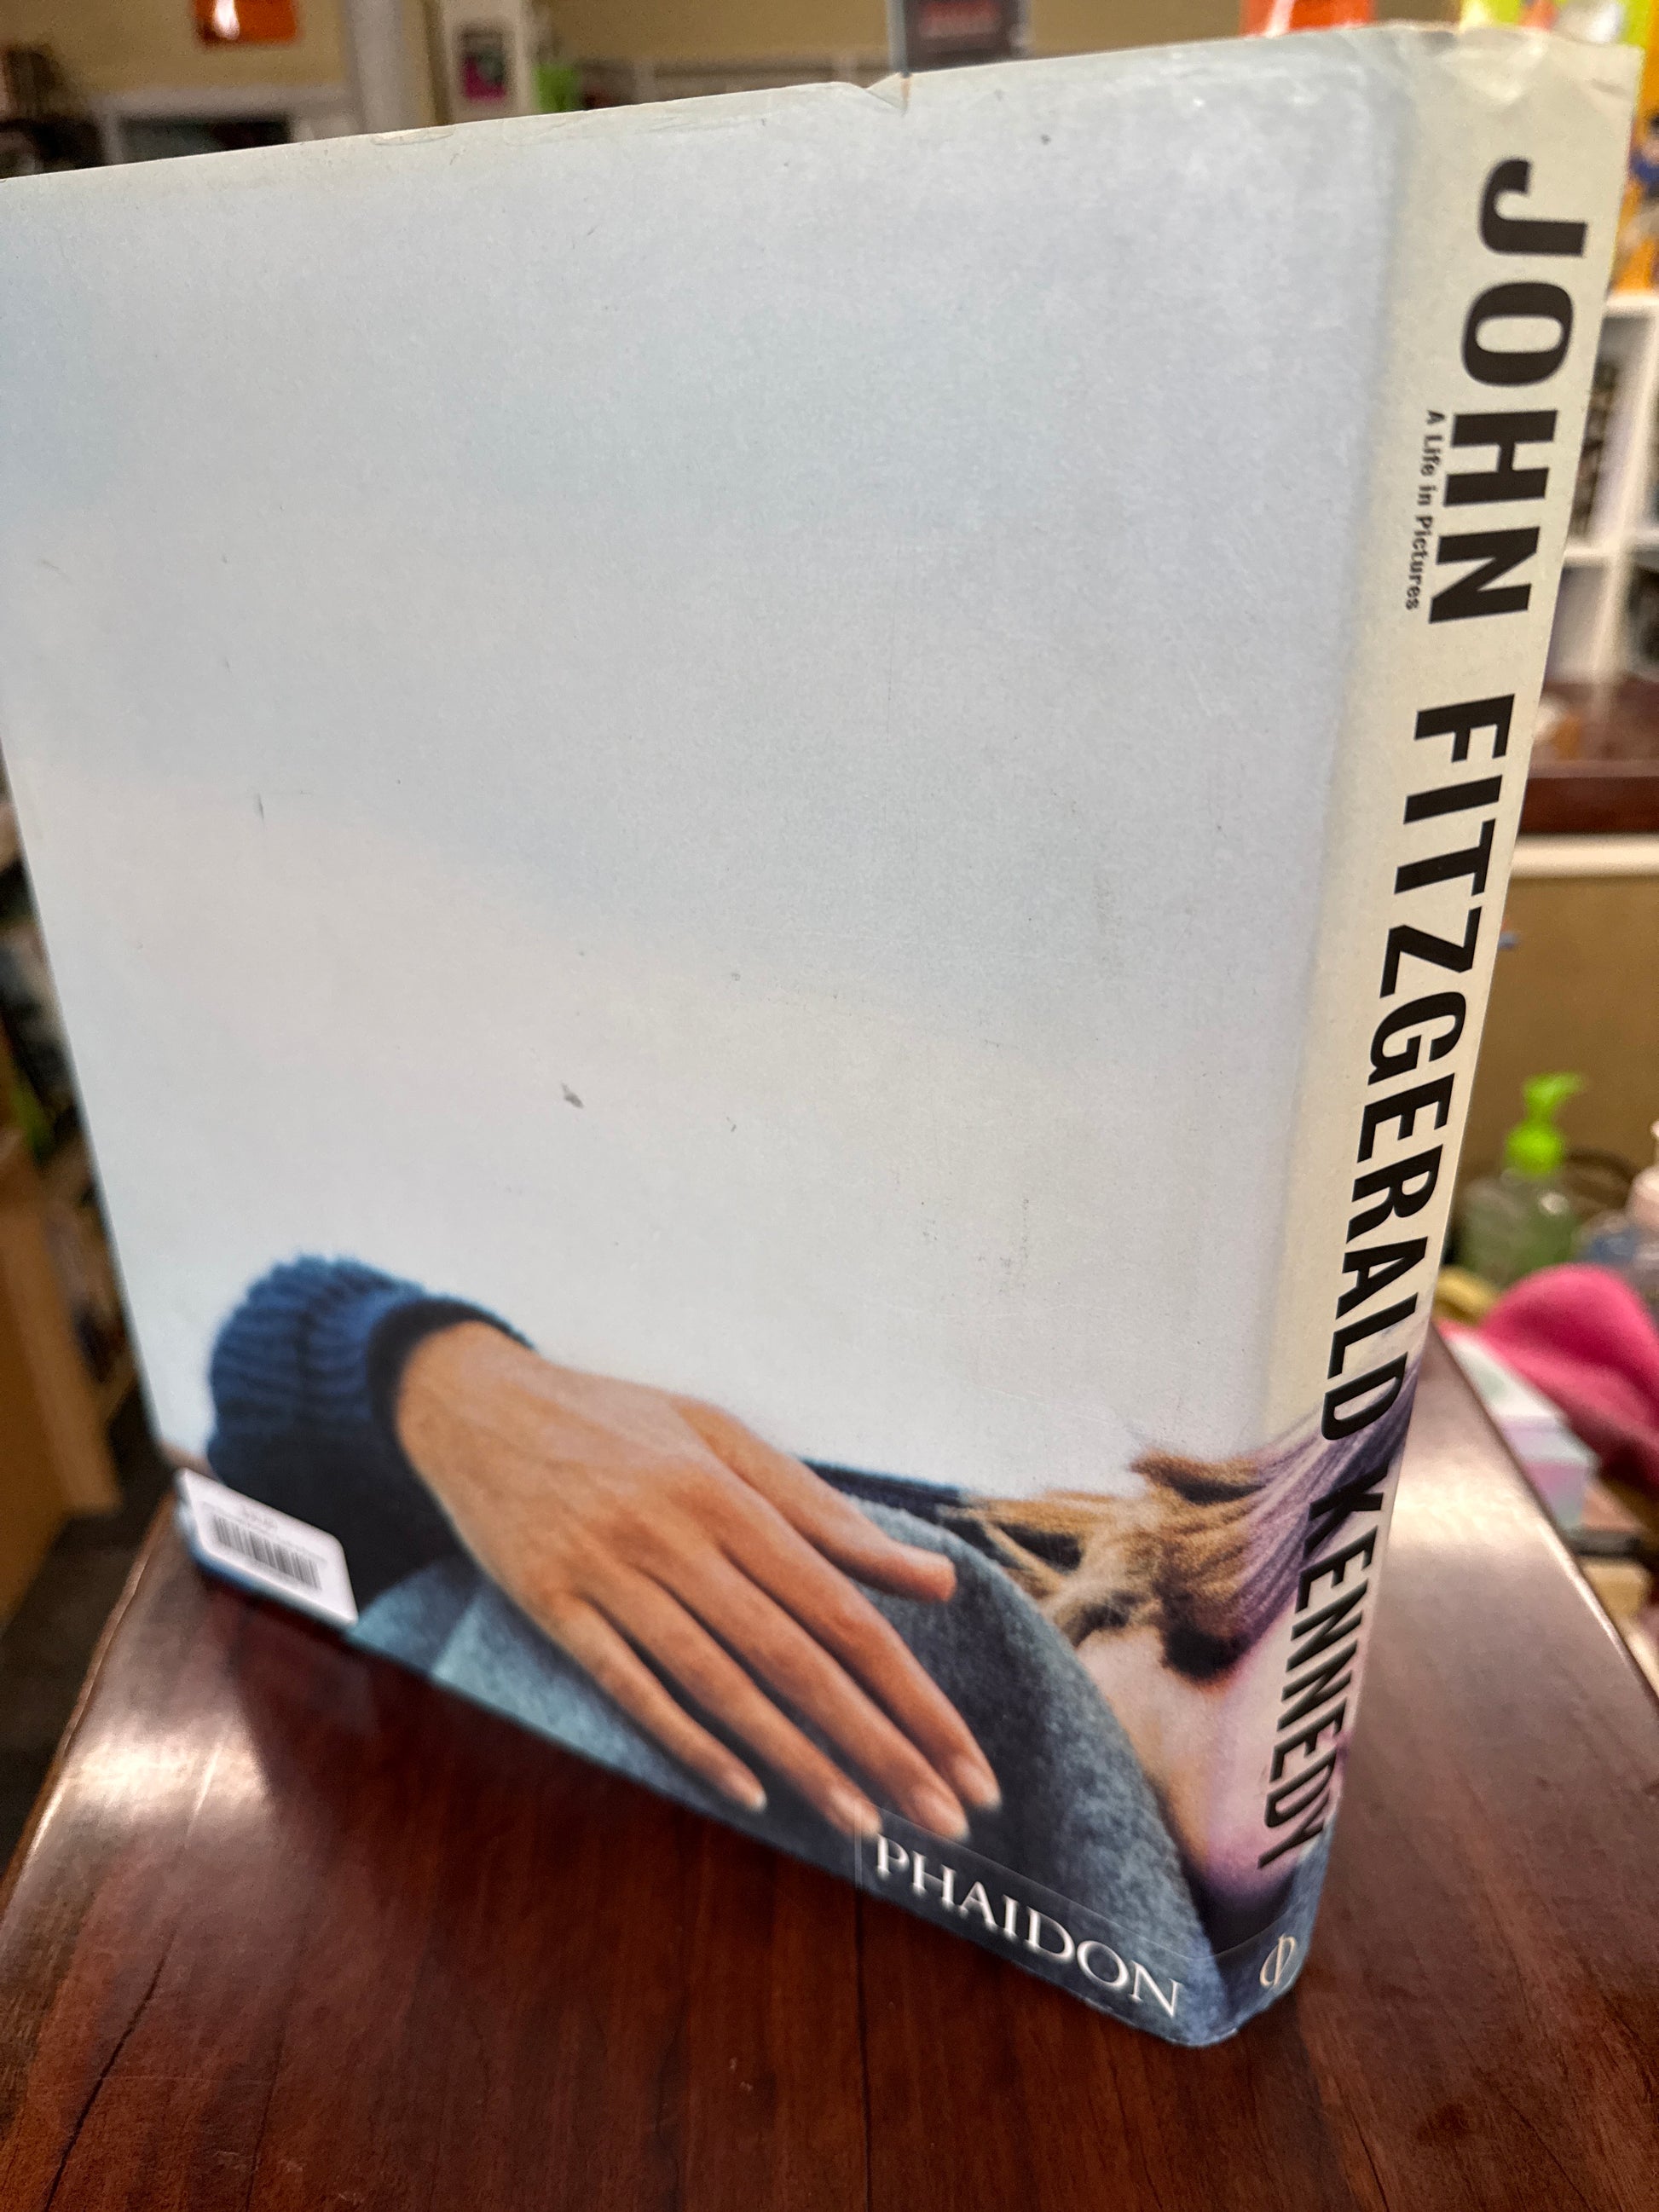 JOHN FITZGERALD KENNEDY
A Life in Pictures
PHAIDON